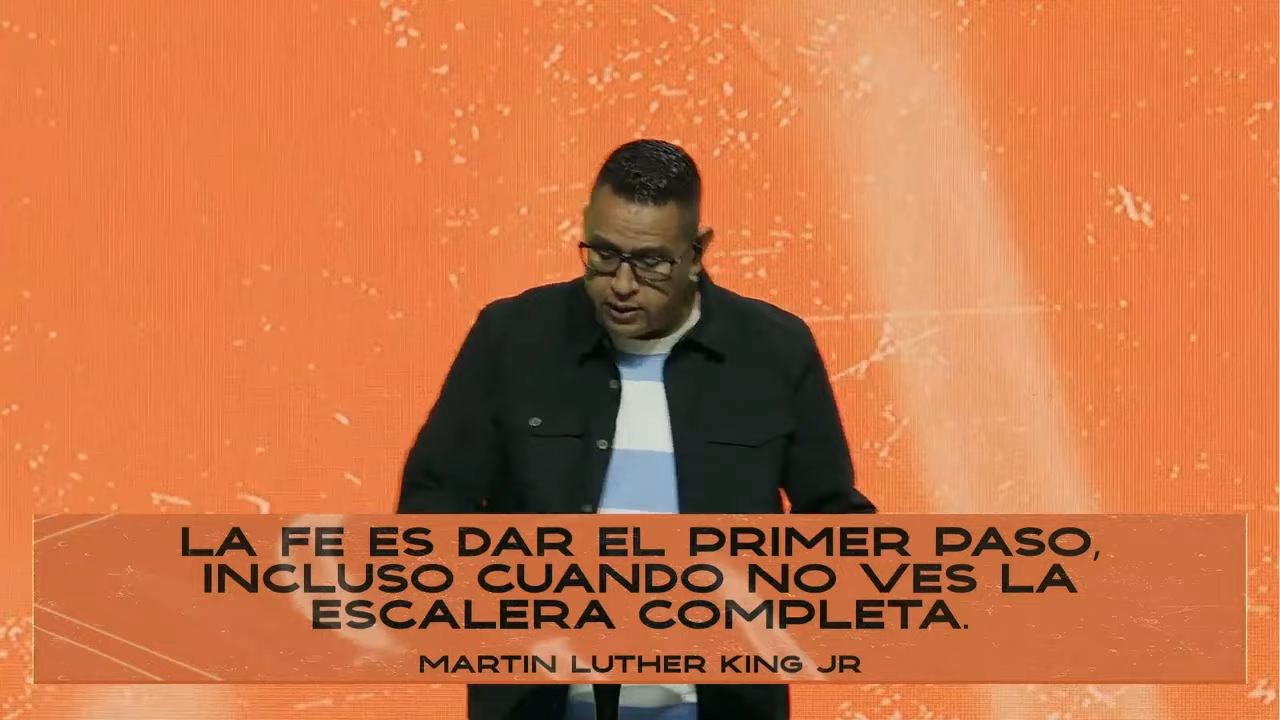 LA FE ES DAR EL PRIMER PASO,
INCLUSO CUANDO NO VES LA
ESCALERA COMPLETA.
MARTIN LUTHER KING JR